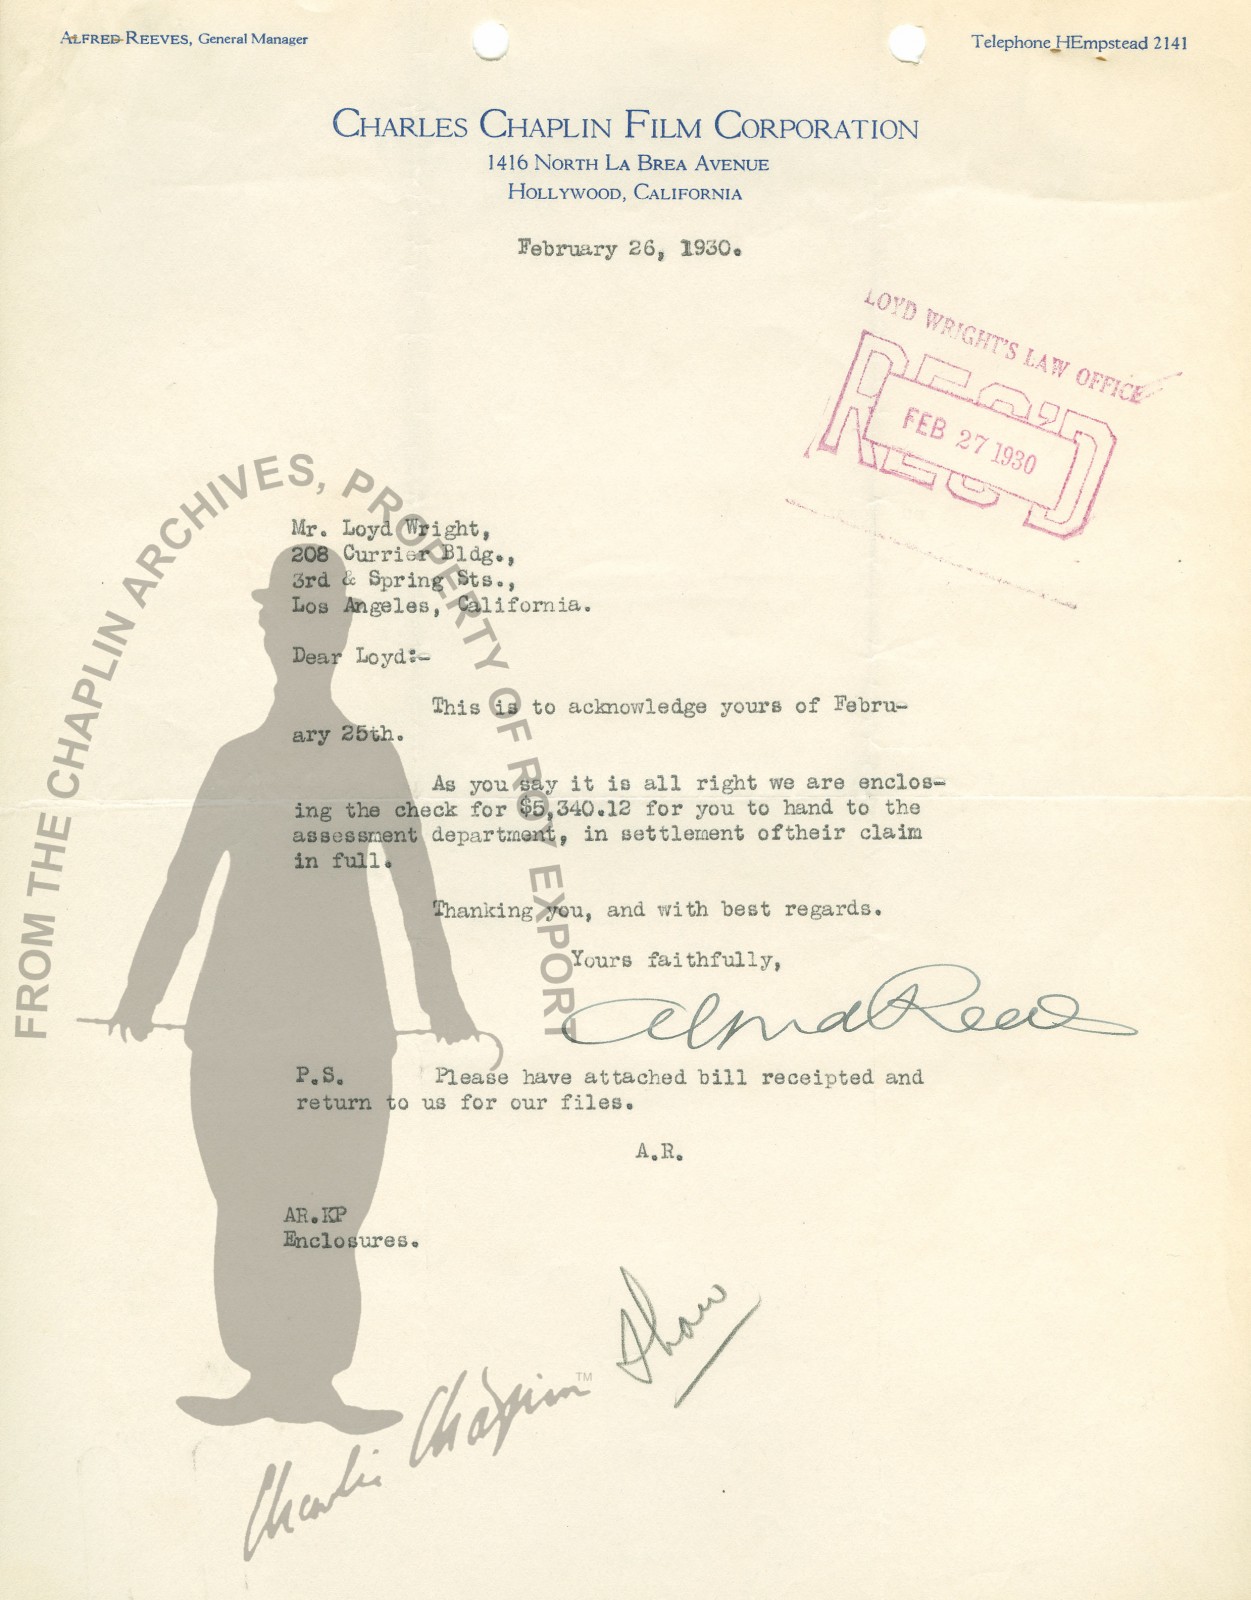 ALFRED REEVES, General Manager
Telephone HEmpstead 2141
CHARLES CHAPLIN FILM CORPORATION
1416 NORTH LA BREA AVENUE
HOLLYWOOD, CALIFORNIA
February 26, 1930.
LOYD WRIGHT'S LAW OFFICE
REC'D
FEB 27 1930
Mr. Loyd Wright,
208 Currier Bldg.,
3rd & Spring Sts.,
Los Angeles, California.
Dear Loyd:-
This is to acknowledge yours of Febru-
ary 25th.
As you say it is all right we are enclos-
ing the check for $5,340.12 for you to hand to the
assessment department, in settlement oftheir claim
in full.
Thanking you, and with best regards.
Yours faithfully,
Alfred Reeves
P.S. Please have attached bill receipted and
return to us for our files.
A.R.
AR.KP
Enclosures.
Shaw
Charlie Chaplin™
FROM THE CHAPLIN ARCHIVES, PROPERTY OF ROY EXPORT